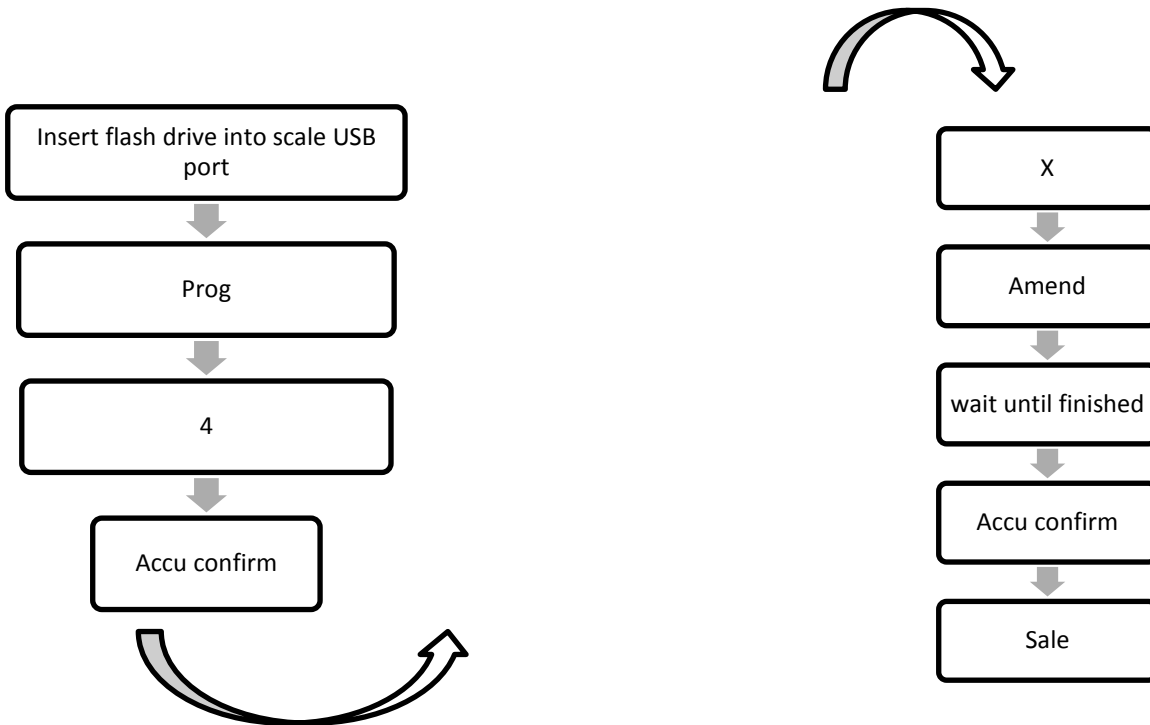 Insert flash drive into scale USB
port
Prog
4
Accu confirm
X
Amend
wait until finished
Accu confirm
Sale